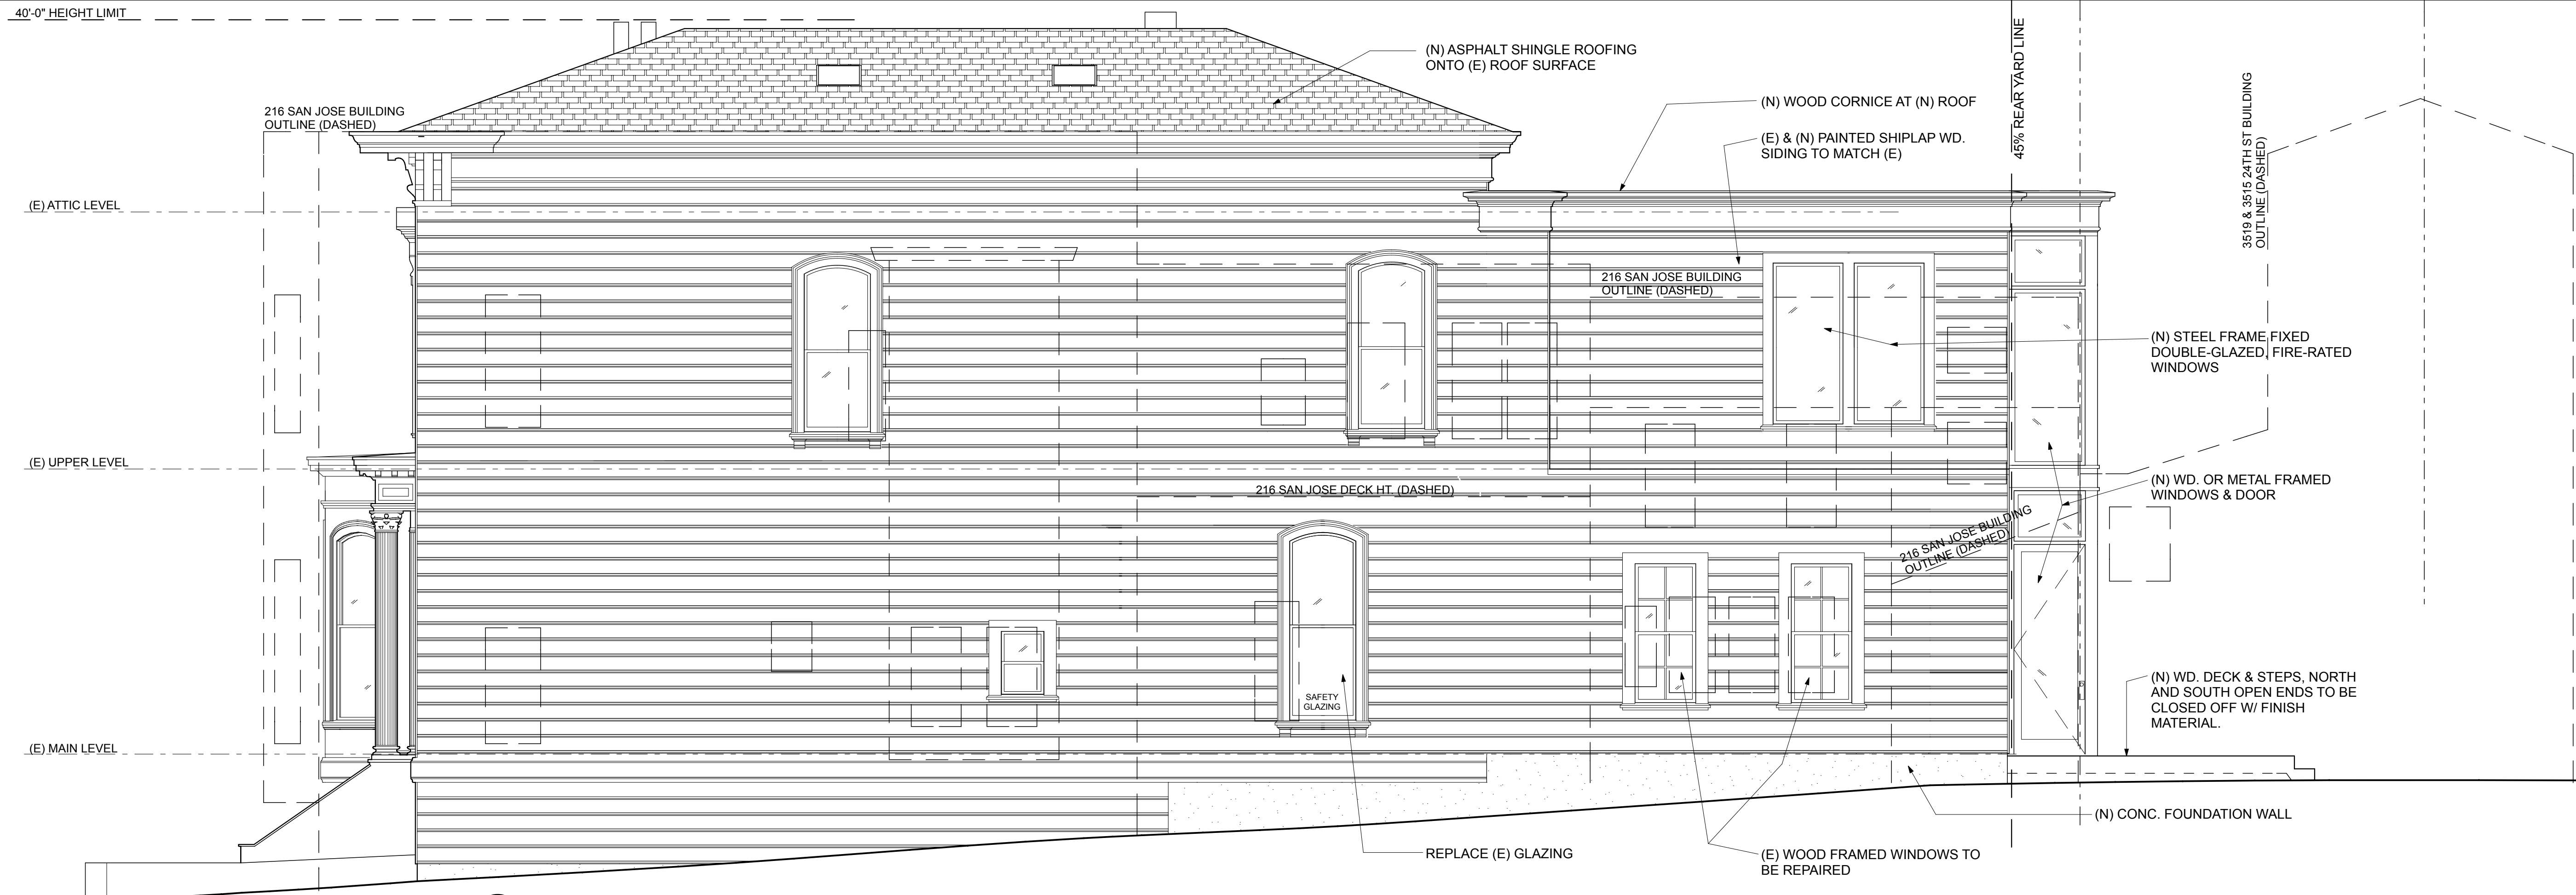 40'-0" HEIGHT LIMIT
(N) ASPHALT SHINGLE ROOFING
ONTO (E) ROOF SURFACE
216 SAN JOSE BUILDING
OUTLINE (DASHED)
(N) WOOD CORNICE AT (N) ROOF
(E) & (N) PAINTED SHIPLAP WD.
SIDING TO MATCH (E)
45% REAR YARD LINE
3519 & 3515 24TH ST BUILDING
OUTLINE (DASHED)
(E) ATTIC LEVEL
216 SAN JOSE BUILDING
OUTLINE (DASHED)
(N) STEEL FRAME FIXED
DOUBLE-GLAZED, FIRE-RATED
WINDOWS
(E) UPPER LEVEL
216 SAN JOSE DECK HT. (DASHED)
(N) WD. OR METAL FRAMED
WINDOWS & DOOR
216 SAN JOSE BUILDING
OUTLINE (DASHED)
SAFETY
GLAZING
(N) WD. DECK & STEPS, NORTH
AND SOUTH OPEN ENDS TO BE
CLOSED OFF W/ FINISH
MATERIAL.
(E) MAIN LEVEL
(N) CONC. FOUNDATION WALL
REPLACE (E) GLAZING
(E) WOOD FRAMED WINDOWS TO
BE REPAIRED